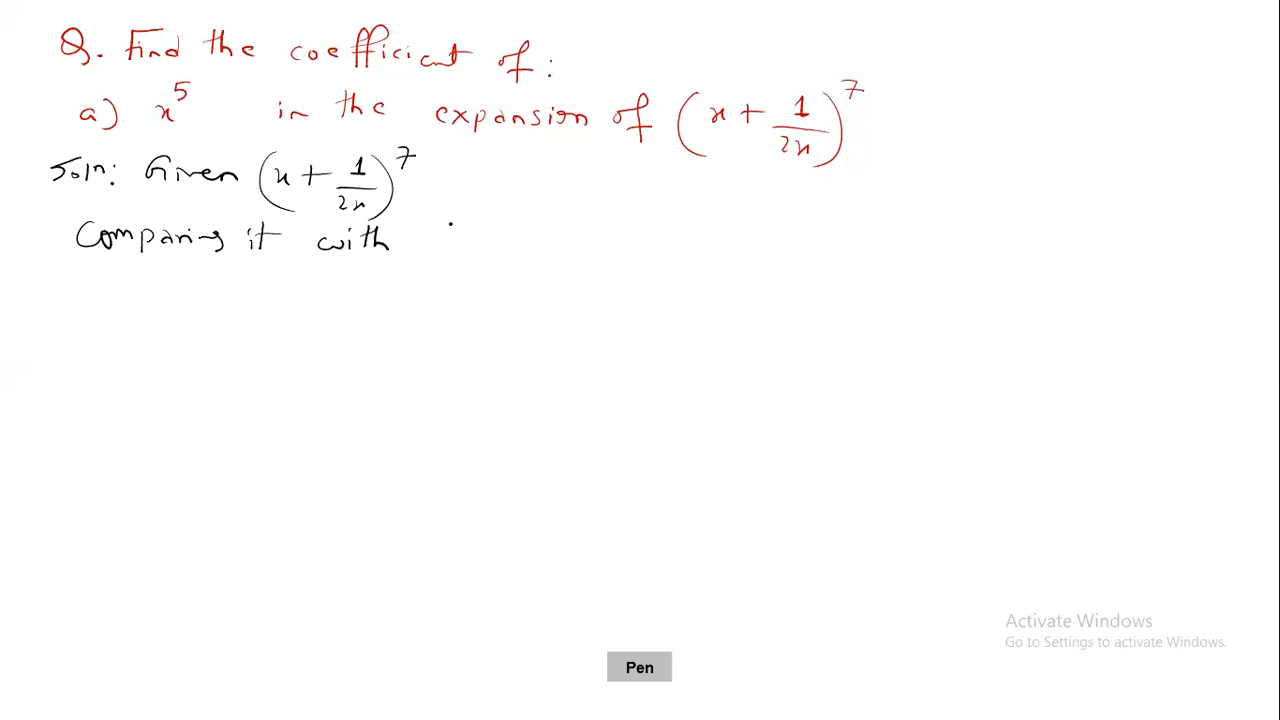 Q. Find the coefficient of:
a) x^5 in the expansion of (x + 1/2x)^7
Soln: Given (x + 1/2x)^7
Comparing it with
Activate Windows
Go to Settings to activate Windows.
Pen